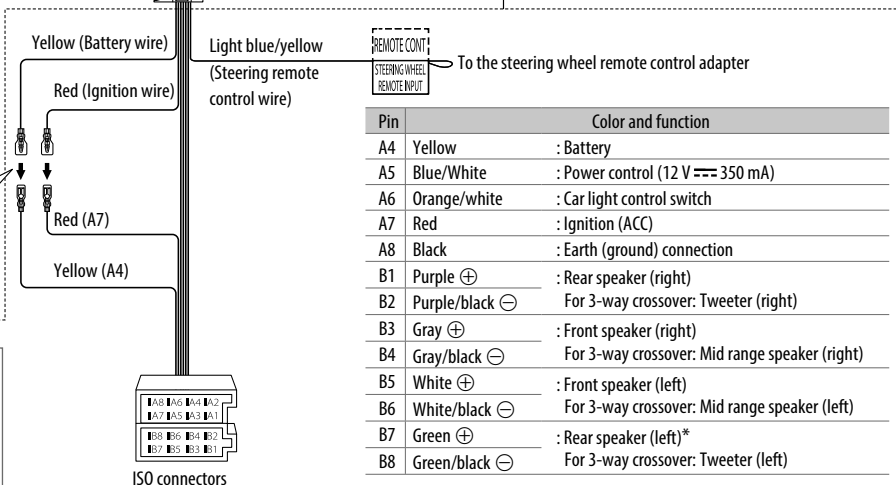 Yellow (Battery wire)
Red (Ignition wire)
Light blue/yellow
(Steering remote
control wire)
REMOTE CONT
STEERING WHEEL
REMOTE INPUT
To the steering wheel remote control adapter
Red (A7)
Yellow (A4)
A8 A6 A4 A2
A7 A5 A3 A1
B8 B6 B4 B2
B7 B5 B3 B1
ISO connectors
Pin Color and function
A4 Yellow : Battery
A5 Blue/White : Power control (12 V ⎓ 350 mA)
A6 Orange/white : Car light control switch
A7 Red : Ignition (ACC)
A8 Black : Earth (ground) connection
B1 Purple ⊕ : Rear speaker (right)
B2 Purple/black ⊖ For 3-way crossover: Tweeter (right)
B3 Gray ⊕ : Front speaker (right)
B4 Gray/black ⊖ For 3-way crossover: Mid range speaker (right)
B5 White ⊕ : Front speaker (left)
B6 White/black ⊖ For 3-way crossover: Mid range speaker (left)
B7 Green ⊕ : Rear speaker (left)*
B8 Green/black ⊖ For 3-way crossover: Tweeter (left)